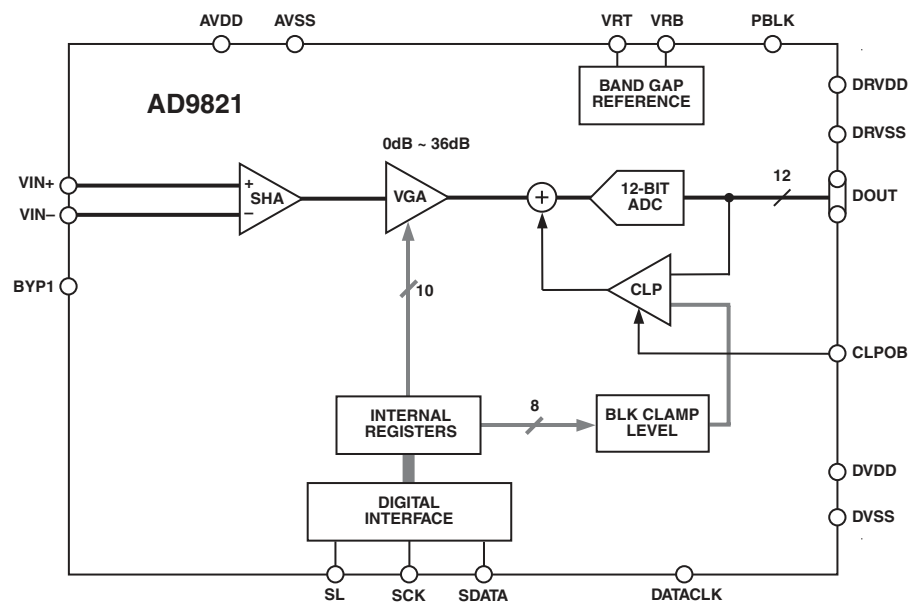 AVDD AVSS VRT VRB PBLK
BAND GAP
REFERENCE
DRVDD
AD9821
DRVSS
0dB ~ 36dB
VIN+
+
SHA
–
VGA
+
12-BIT
ADC
12
DOUT
VIN–
BYP1
10
CLP
CLPOB
INTERNAL
REGISTERS
8
BLK CLAMP
LEVEL
DVDD
DIGITAL
INTERFACE
DVSS
SL SCK SDATA DATACLK